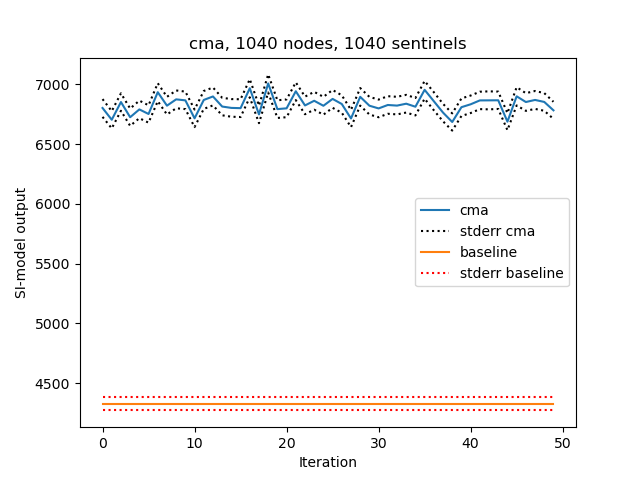 cma, 1040 nodes, 1040 sentinels
SI-model output
7000
6500
6000
5500
5000
4500
cma
stderr cma
baseline
stderr baseline
0 10 20 30 40 50
Iteration